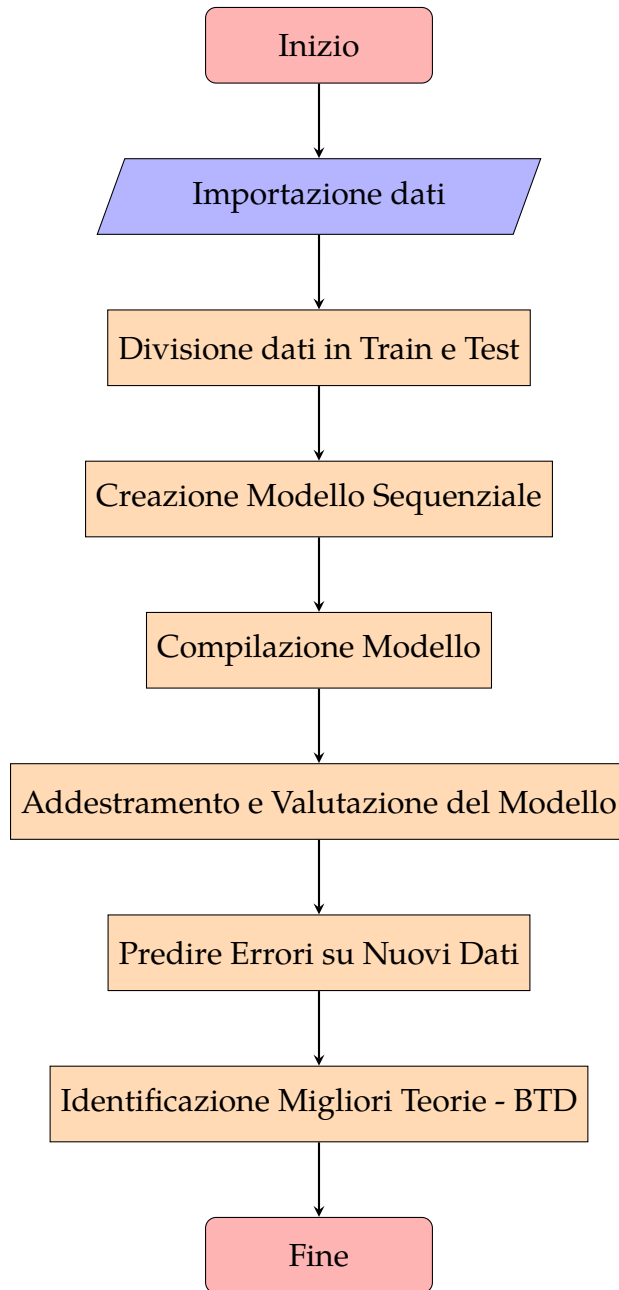 Inizio
Importazione dati
Divisione dati in Train e Test
Creazione Modello Sequenziale
Compilazione Modello
Addestramento e Valutazione del Modello
Predire Errori su Nuovi Dati
Identificazione Migliori Teorie - BTD
Fine